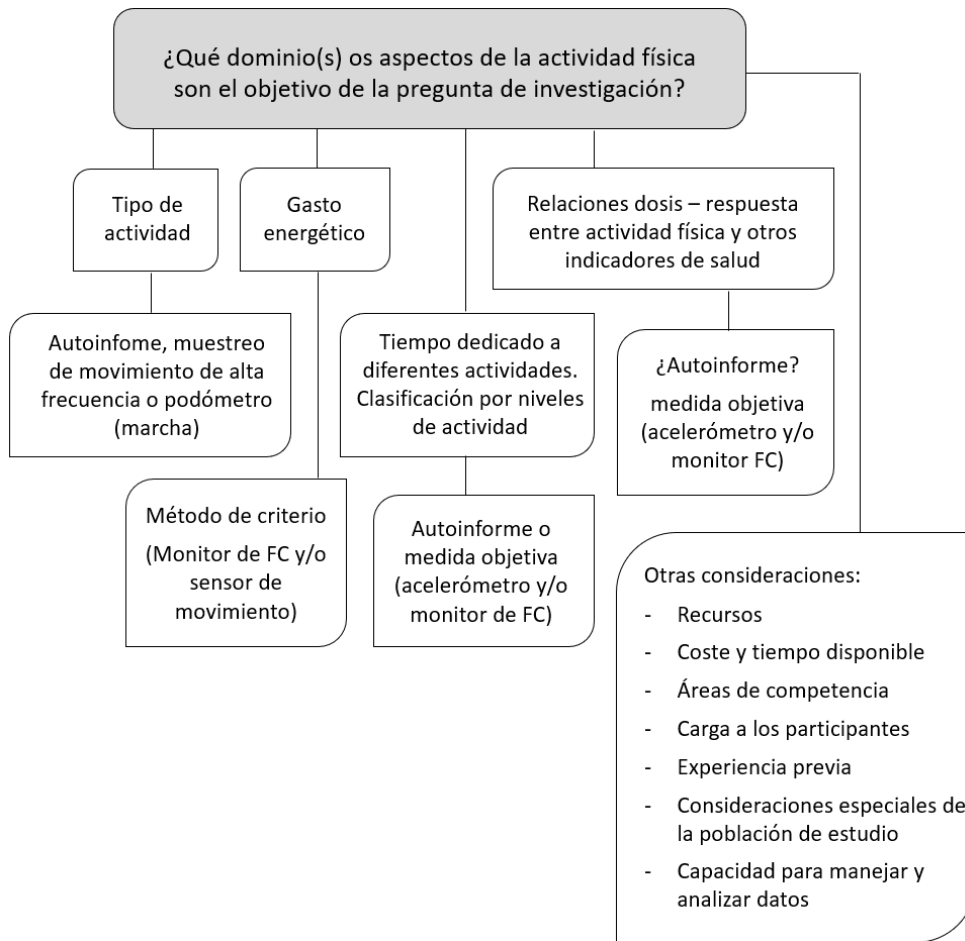 ¿Qué dominio(s) os aspectos de la actividad física
son el objetivo de la pregunta de investigación?
Tipo de
actividad
Gasto
energético
Relaciones dosis – respuesta
entre actividad física y otros
indicadores de salud
Autoinfome, muestreo
de movimiento de alta
frecuencia o podómetro
(marcha)
Tiempo dedicado a
diferentes actividades.
Clasificación por niveles
de actividad
¿Autoinforme?
medida objetiva
(acelerómetro y/o
monitor FC)
Método de criterio
(Monitor de FC y/o
sensor de
movimiento)
Autoinforme o
medida objetiva
(acelerómetro y/o
monitor de FC)
Otras consideraciones:
- Recursos
- Coste y tiempo disponible
- Áreas de competencia
- Carga a los participantes
- Experiencia previa
- Consideraciones especiales de
la población de estudio
- Capacidad para manejar y
analizar datos